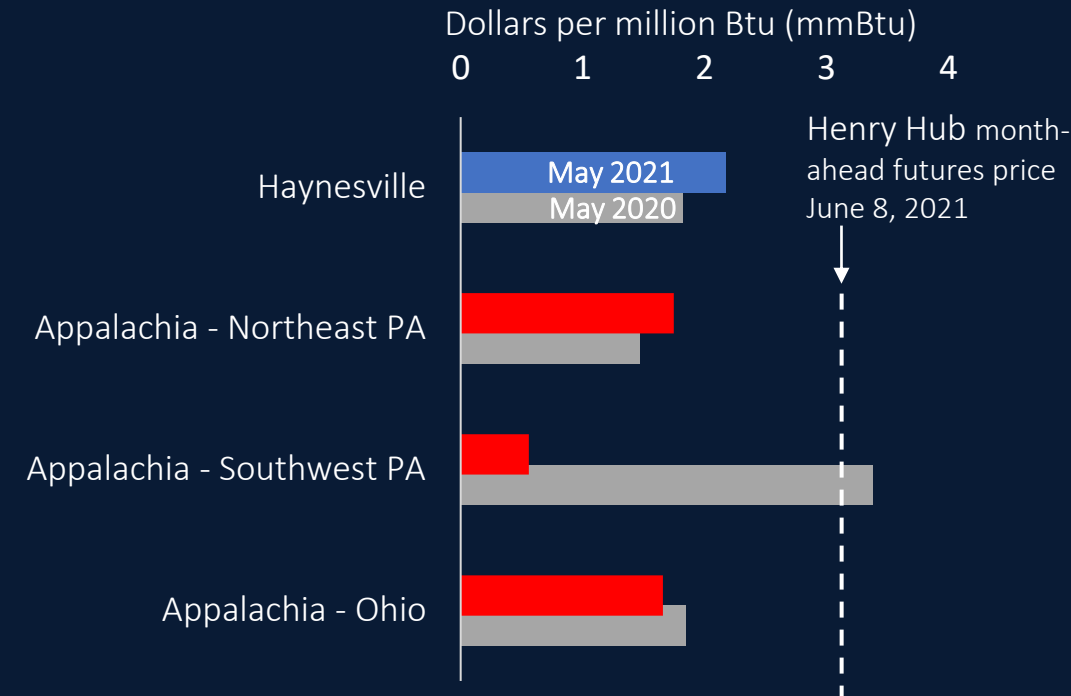 Dollars per million Btu (mmBtu)
0 1 2 3 4
Henry Hub month-
ahead futures price
June 8, 2021
Haynesville
May 2021
May 2020
Appalachia - Northeast PA
Appalachia - Southwest PA
Appalachia - Ohio